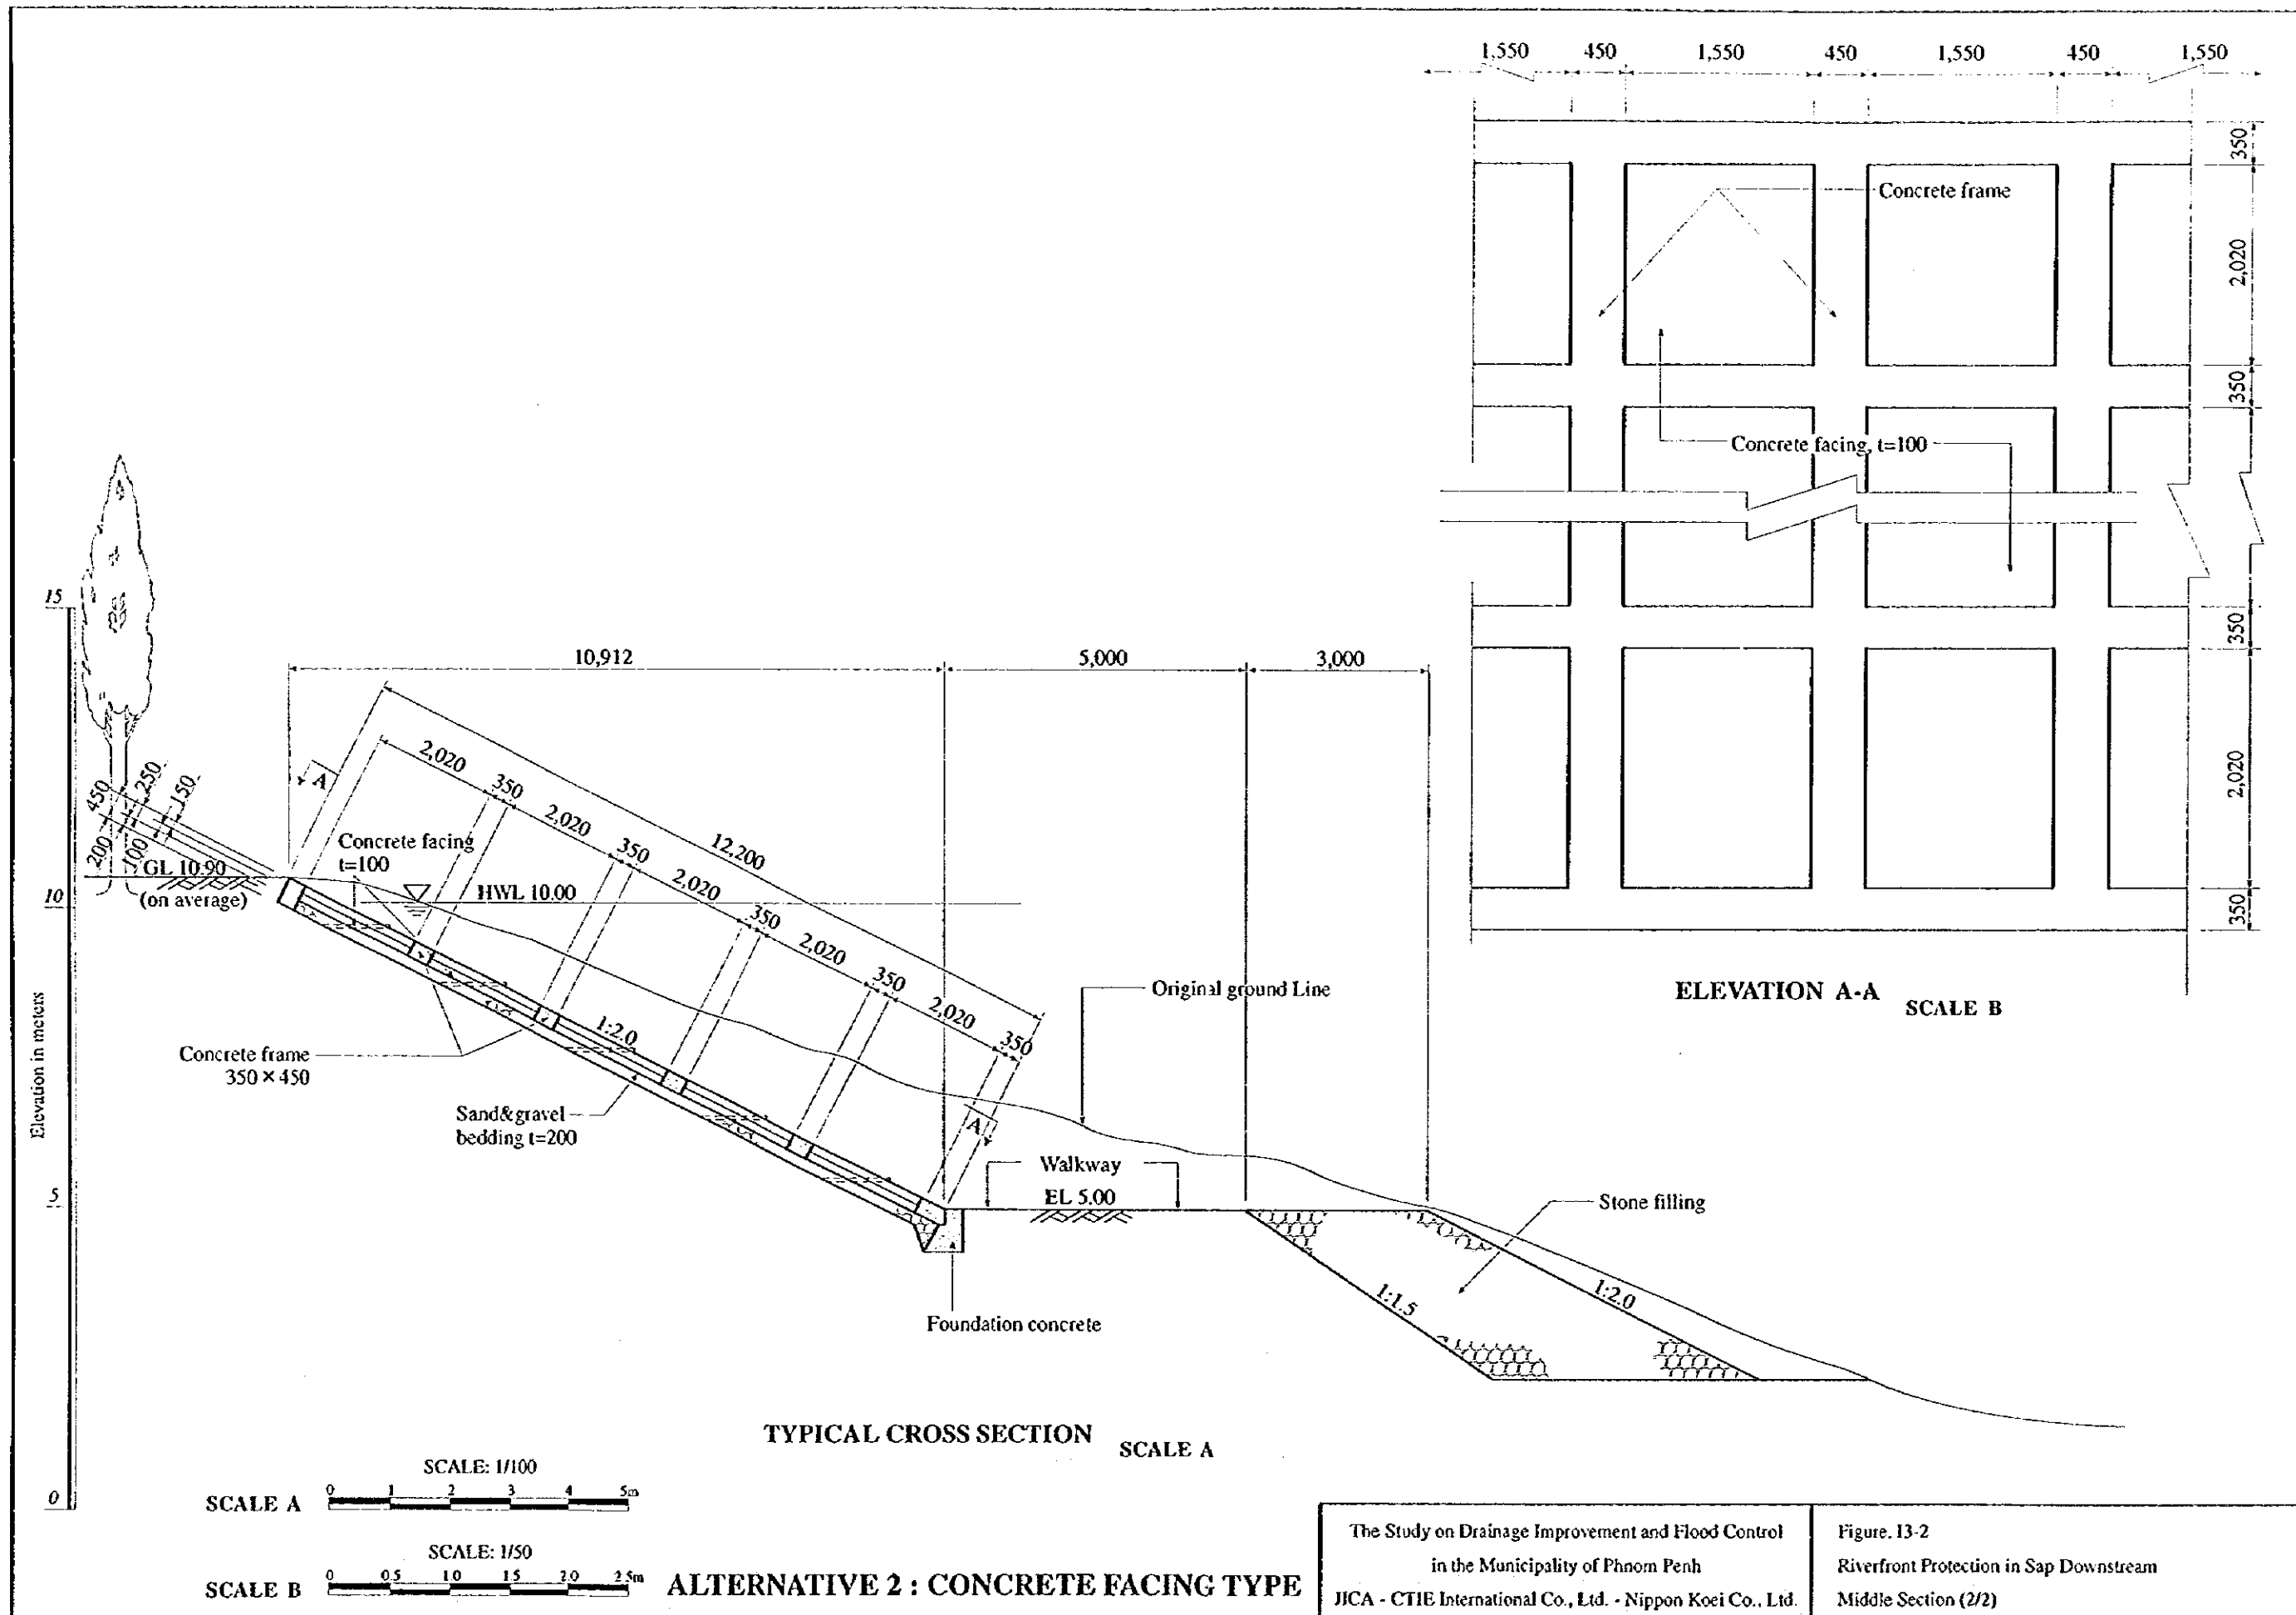 1,550 450 1,550 450 1,550 450 1,550
350
Concrete frame
2,020
350
Concrete facing, t=100
350
2,020
350
ELEVATION A-A SCALE B
15
10
5
0
Elevation in meters
10,912 5,000 3,000
A
2,020
350
2,020
350
2,020
350
2,020
350
2,020
350
12,200
450
250
150
200
100
GL 10.90
(on average)
Concrete facing
t=100
HWL 10.00
1:2.0
Concrete frame
350 × 450
Sand&gravel
bedding t=200
Original ground Line
A
Walkway
EL 5.00
Stone filling
1:1.5
1:2.0
Foundation concrete
TYPICAL CROSS SECTION SCALE A
SCALE: 1/100
SCALE A 0 1 2 3 4 5m
SCALE: 1/50
SCALE B 0 0.5 1.0 1.5 2.0 2.5m
ALTERNATIVE 2 : CONCRETE FACING TYPE
The Study on Drainage Improvement and Flood Control
in the Municipality of Phnom Penh
JICA - CTIE International Co., Ltd. - Nippon Koei Co., Ltd.
Figure. I3-2
Riverfront Protection in Sap Downstream
Middle Section (2/2)